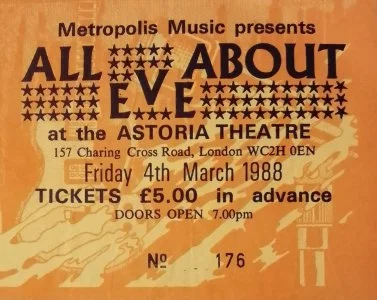 Metropolis Music presents
ALL ABOUT
EVE
at the ASTORIA THEATRE
157 Charing Cross Road, London WC2H 0EN
Friday 4th March 1988
TICKETS £5.00 in advance
DOORS OPEN 7.00pm
Nº 176